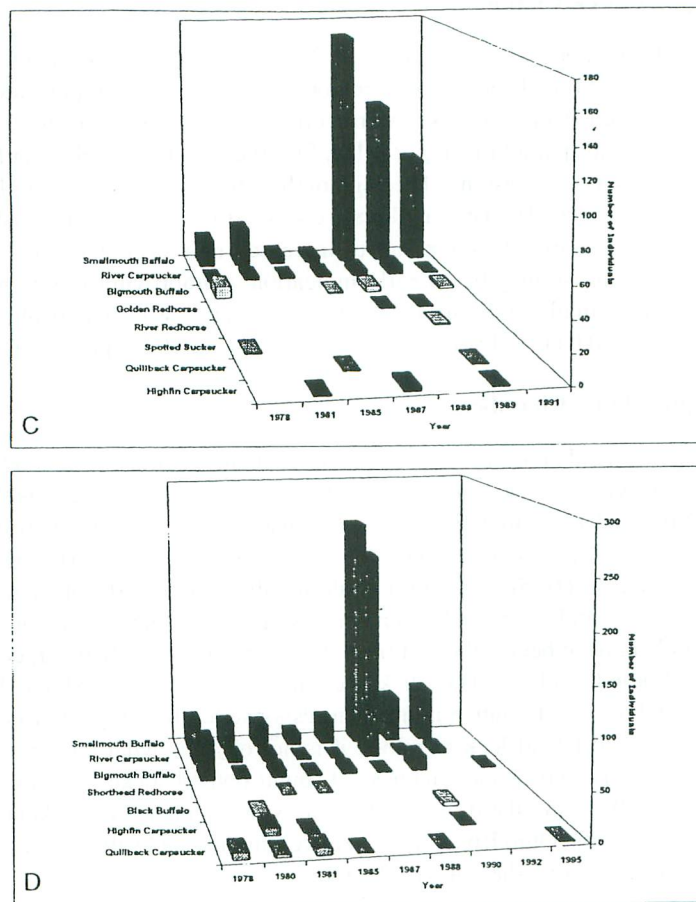 180
160
140
120
100
80
60
40
20
0
Number of Individuals
Smallmouth Buffalo
River Carpsucker
Bigmouth Buffalo
Golden Redhorse
River Redhorse
Spotted Sucker
Quillback Carpsucker
Highfin Carpsucker
1978
1981
1985
1987
1988
1989
1991
Year
C
300
250
200
150
100
50
0
Number of Individuals
Smallmouth Buffalo
River Carpsucker
Bigmouth Buffalo
Shorthead Redhorse
Black Buffalo
Highfin Carpsucker
Quillback Carpsucker
1978
1980
1981
1985
1987
1988
1990
1992
1995
Year
D